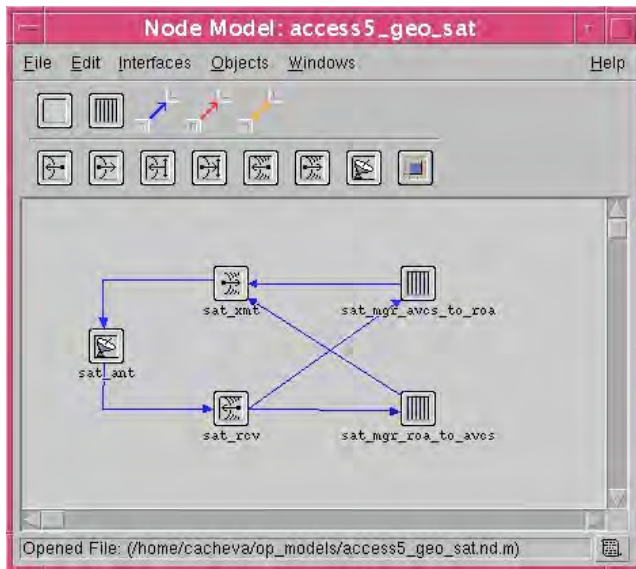 Node Model: access5_geo_sat
File Edit Interfaces Objects Windows Help
sat_xmt sat_mgr_avcs_to_roa
sat_ant
sat_rcv sat_mgr_roa_to_avcs
Opened File: (/home/cacheva/op_models/access5_geo_sat.nd.m)